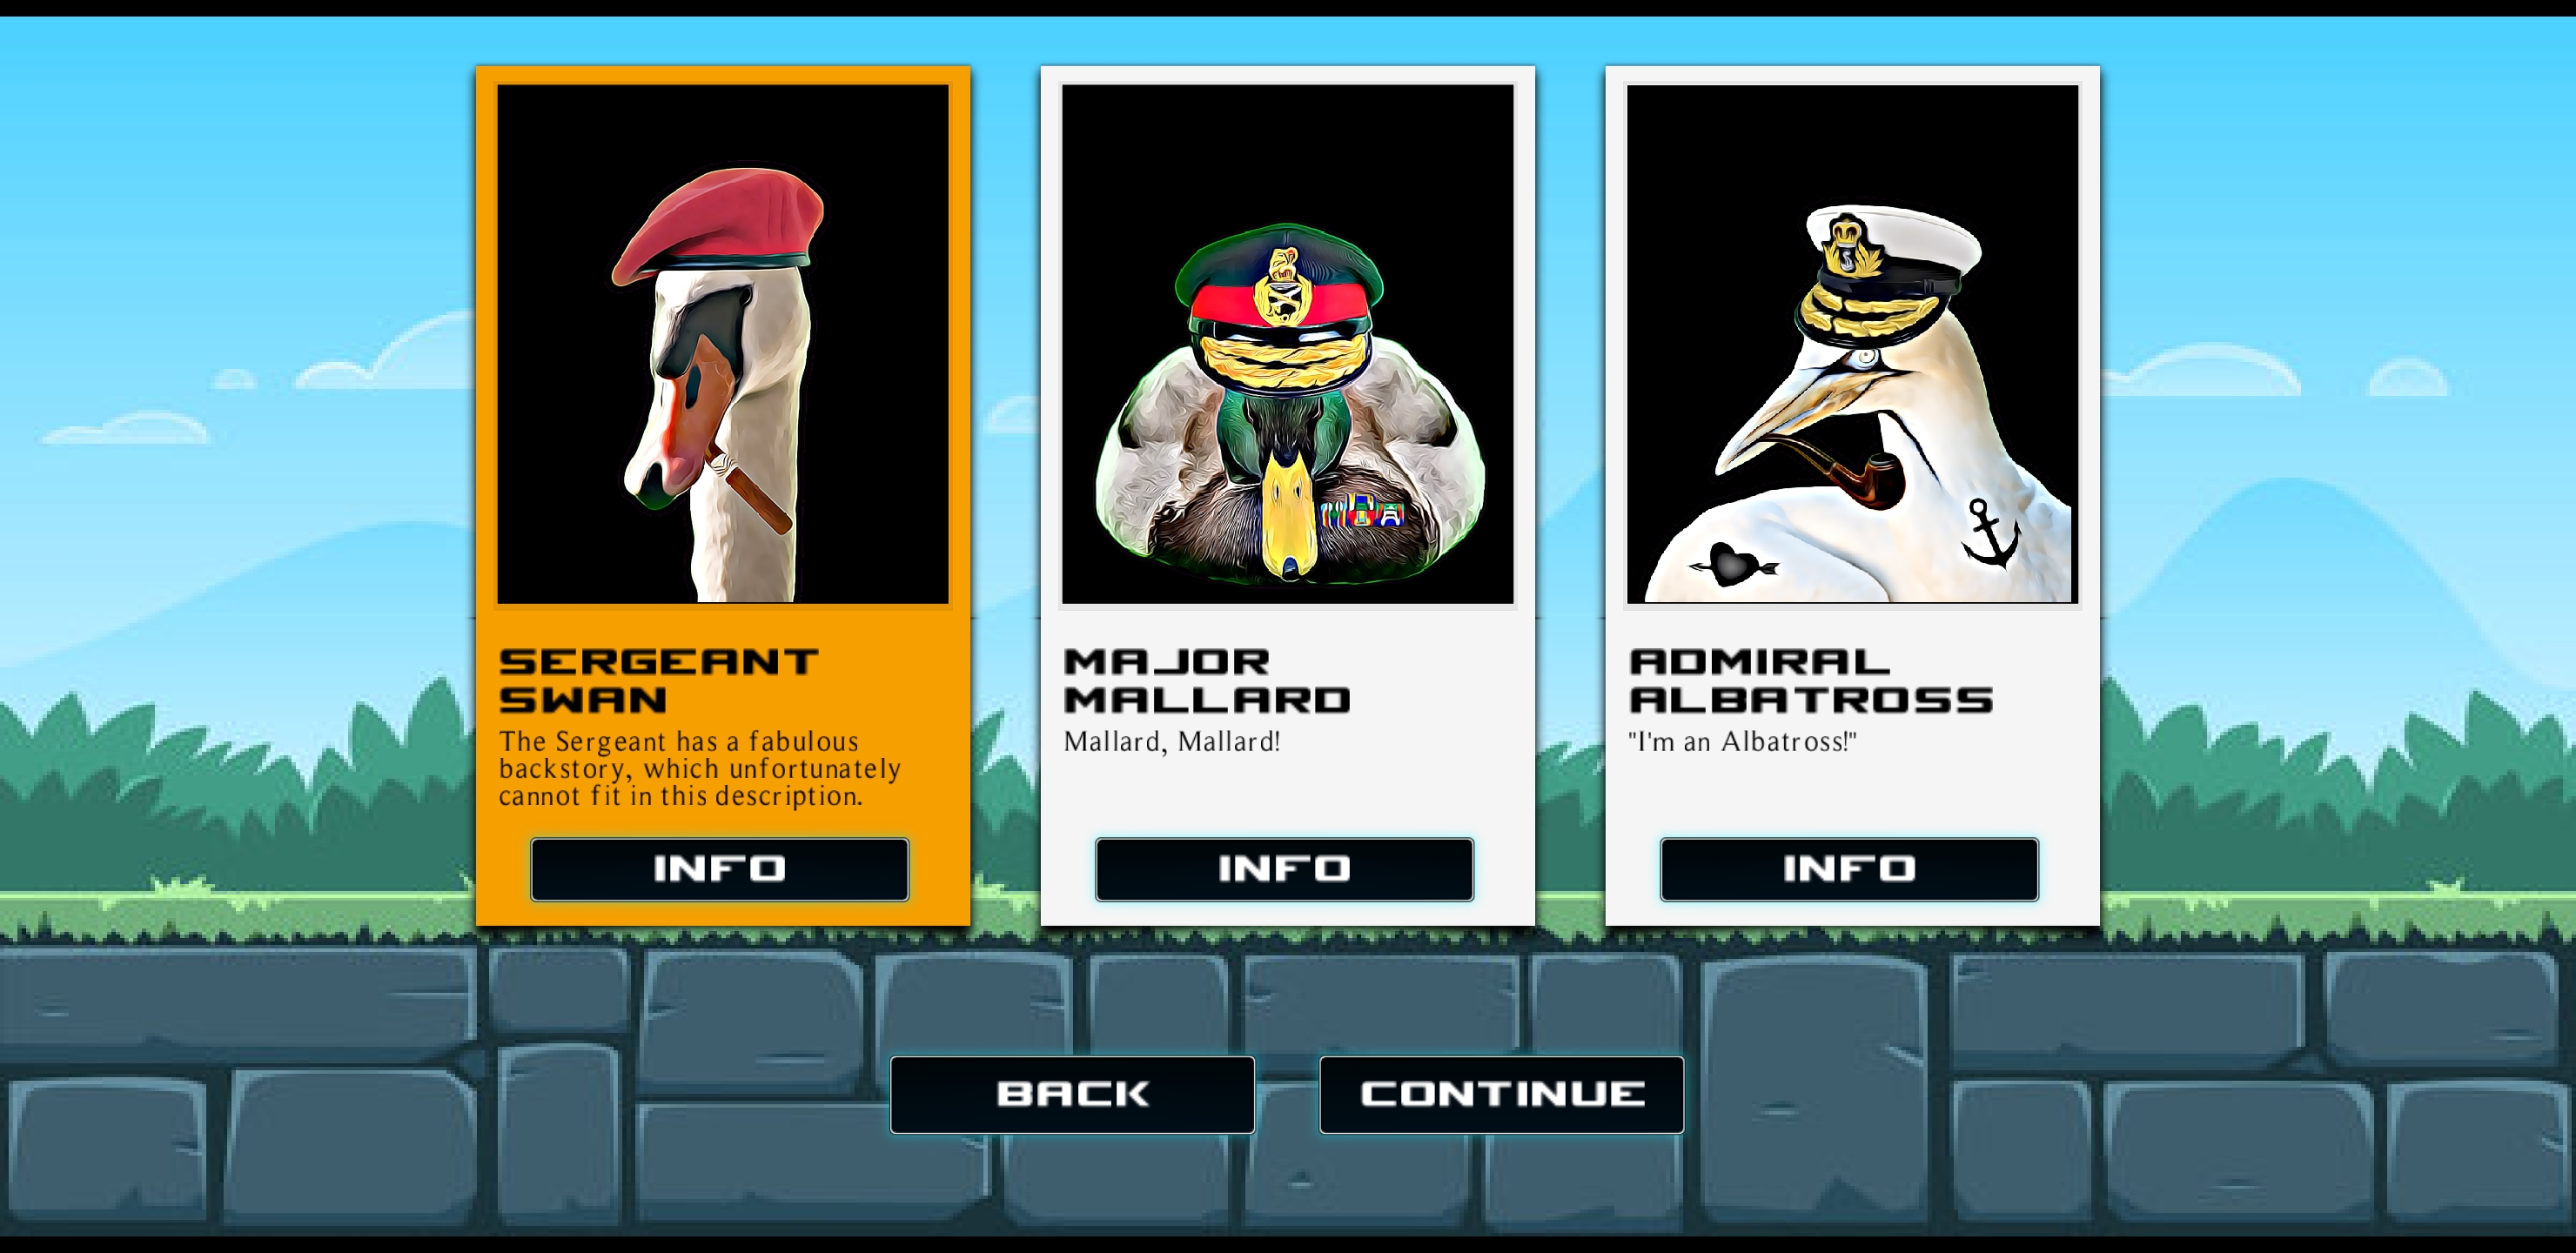 SERGEANT
SWAN
The Sergeant has a fabulous
backstory, which unfortunately
cannot fit in this description.
INFO
MAJOR
MALLARD
Mallard, Mallard!
INFO
ADMIRAL
ALBATROSS
"I'm an Albatross!"
INFO
BACK
CONTINUE